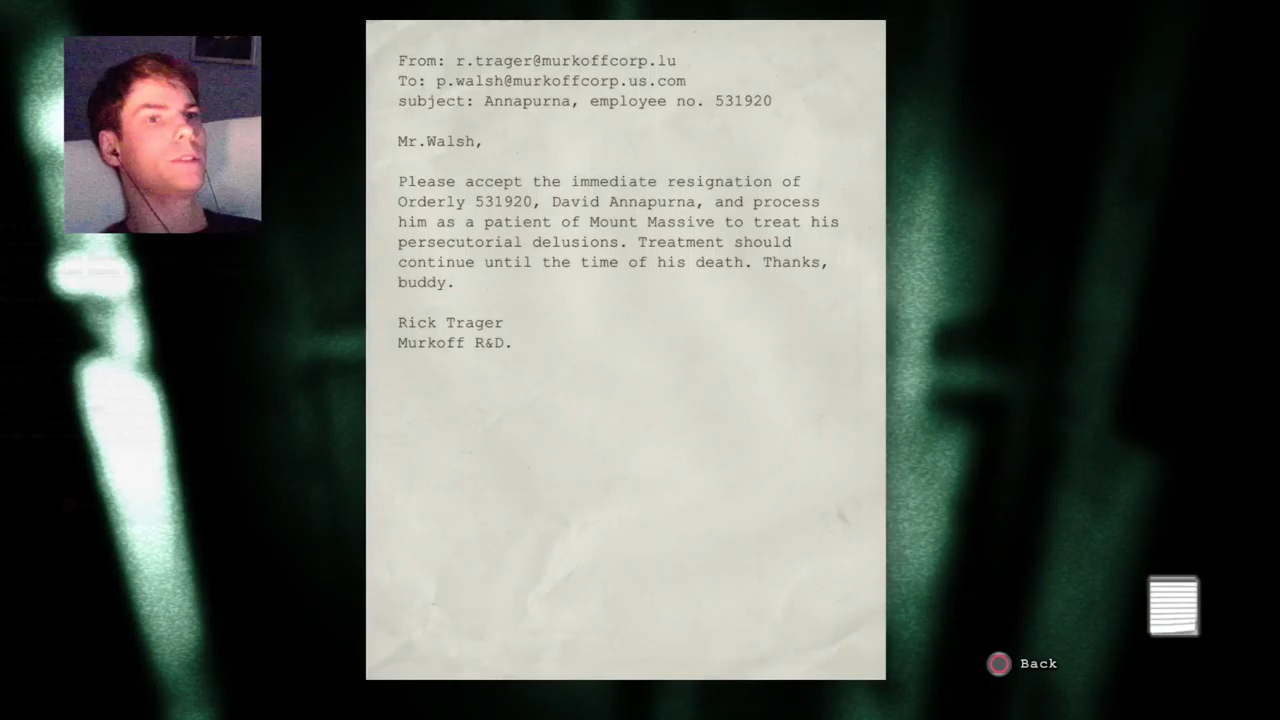 From: r.trager@murkoffcorp.lu
To: p.walsh@murkoffcorp.us.com
subject: Annapurna, employee no. 531920
Mr.Walsh,
Please accept the immediate resignation of
Orderly 531920, David Annapurna, and process
him as a patient of Mount Massive to treat his
persecutorial delusions. Treatment should
continue until the time of his death. Thanks,
buddy.
Rick Trager
Murkoff R&D.
Back